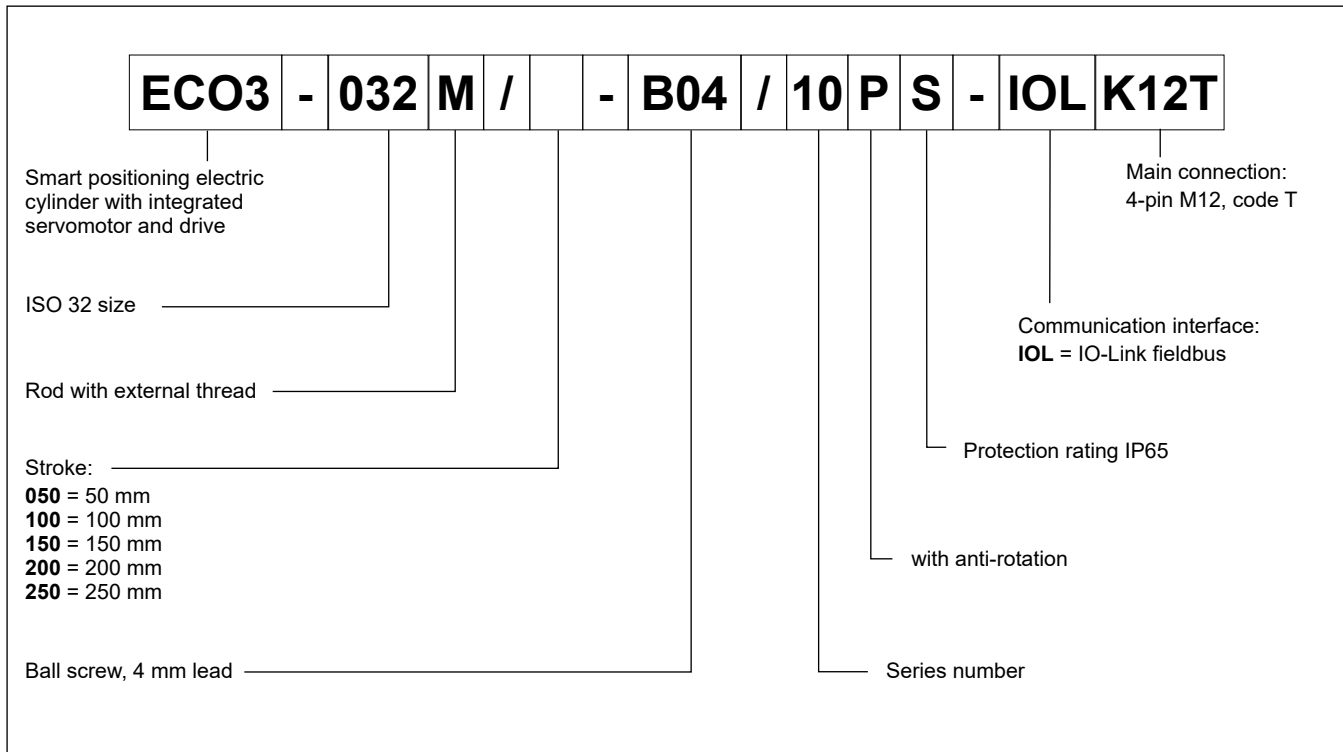 ECO3 - 032 M / - B04 / 10 P S - IOL K12T
Smart positioning electric
cylinder with integrated
servomotor and drive
ISO 32 size
Rod with external thread
Stroke:
050 = 50 mm
100 = 100 mm
150 = 150 mm
200 = 200 mm
250 = 250 mm
Ball screw, 4 mm lead
Main connection:
4-pin M12, code T
Communication interface:
IOL = IO-Link fieldbus
Protection rating IP65
with anti-rotation
Series number